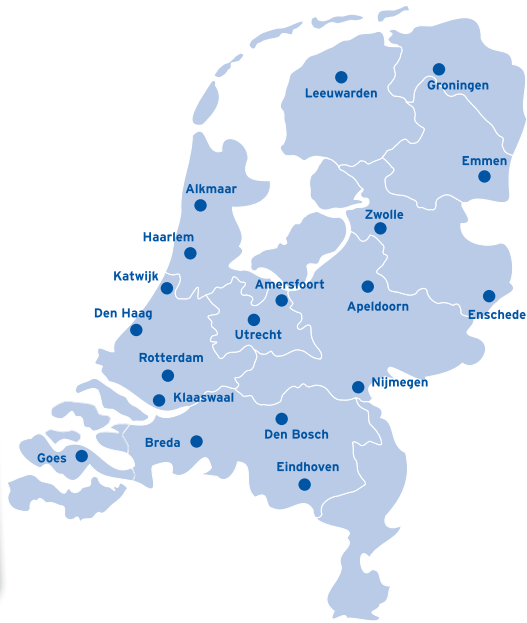 Groningen
Leeuwarden
Emmen
Alkmaar
Zwolle
Haarlem
Katwijk
Amersfoort
Apeldoorn
Den Haag
Enschede
Utrecht
Rotterdam
Nijmegen
Klaaswaal
Den Bosch
Breda
Goes
Eindhoven